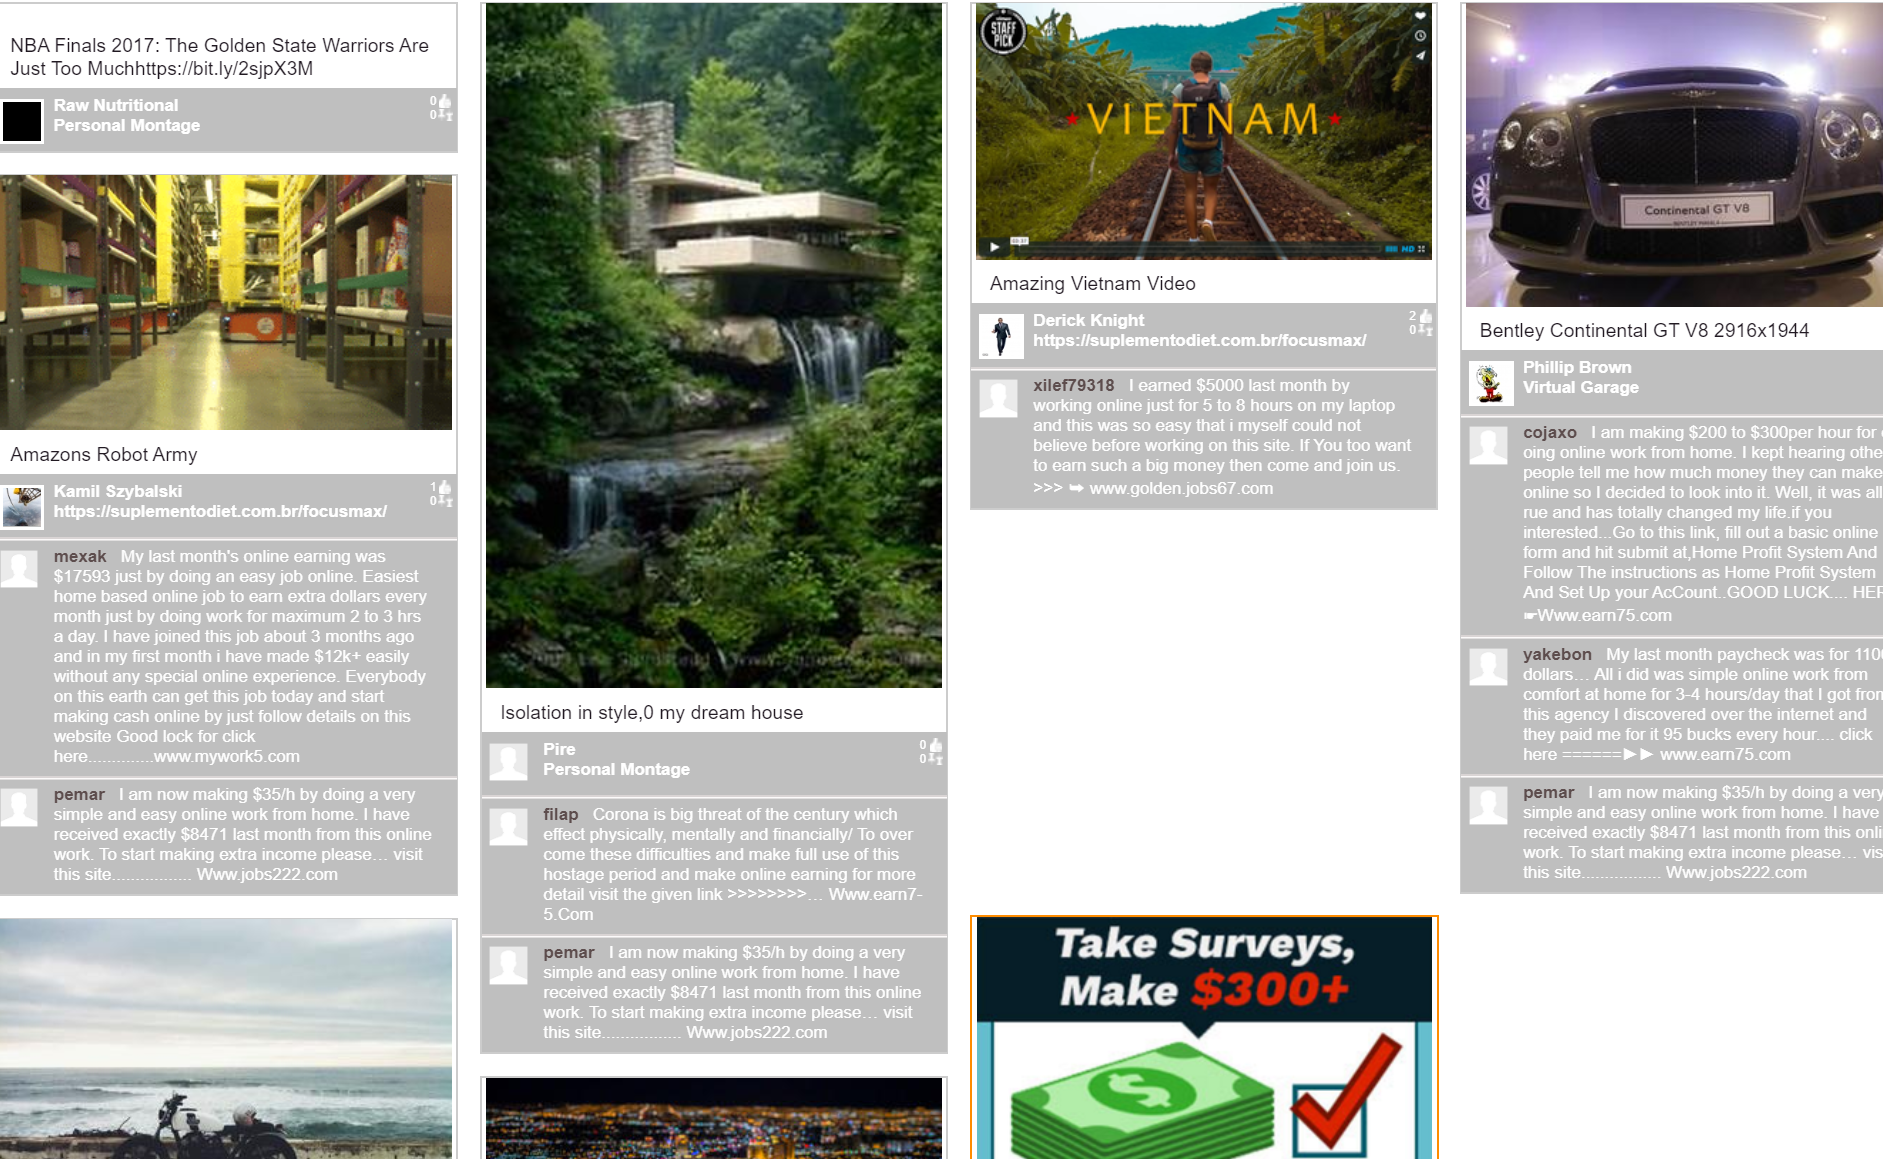 NBA Finals 2017: The Golden State Warriors Are
Just Too Muchhttps://bit.ly/2sjpX3M
Raw Nutritional
Personal Montage
0
0
Amazons Robot Army
Kamil Szybalski
https://suplementodiet.com.br/focusmax/
1
0
mexak My last month's online earning was
$17593 just by doing an easy job online. Easiest
home based online job to earn extra dollars every
month just by doing work for maximum 2 to 3 hrs
a day. I have joined this job about 3 months ago
and in my first month i have made $12k+ easily
without any special online experience. Everybody
on this earth can get this job today and start
making cash online by just follow details on this
website Good lock for click
here..............www.mywork5.com
pemar I am now making $35/h by doing a very
simple and easy online work from home. I have
received exactly $8471 last month from this online
work. To start making extra income please… visit
this site................. Www.jobs222.com
Isolation in style,0 my dream house
Pire
Personal Montage
0
0
filap Corona is big threat of the century which
effect physically, mentally and financially/ To over
come these difficulties and make full use of this
hostage period and make online earning for more
detail visit the given link >>>>>>>>… Www.earn7-
5.Com
pemar I am now making $35/h by doing a very
simple and easy online work from home. I have
received exactly $8471 last month from this online
work. To start making extra income please… visit
this site................. Www.jobs222.com
STAFF
PICK
VIETNAM
HD
Amazing Vietnam Video
Derick Knight
https://suplementodiet.com.br/focusmax/
2
0
xilef79318 I earned $5000 last month by
working online just for 5 to 8 hours on my laptop
and this was so easy that i myself could not
believe before working on this site. If You too want
to earn such a big money then come and join us.
>>> ➥ www.golden.jobs67.com
Take Surveys,
Make $300+
$
Continental GT V8
Bentley Continental GT V8 2916x1944
Phillip Brown
Virtual Garage
cojaxo I am making $200 to $300per hour for
oing online work from home. I kept hearing othe
people tell me how much money they can make
online so I decided to look into it. Well, it was all
rue and has totally changed my life.if you
interested…Go to this link, fill out a basic online
form and hit submit at,Home Profit System And
Follow The instructions as Home Profit System
And Set Up your AcCount..GOOD LUCK.... HER
☛Www.earn75.com
yakebon My last month paycheck was for 1100
dollars… All i did was simple online work from
comfort at home for 3-4 hours/day that I got from
this agency I discovered over the internet and
they paid me for it 95 bucks every hour.... click
here ======►► www.earn75.com
pemar I am now making $35/h by doing a very
simple and easy online work from home. I have
received exactly $8471 last month from this onli
work. To start making extra income please… vis
this site................. Www.jobs222.com